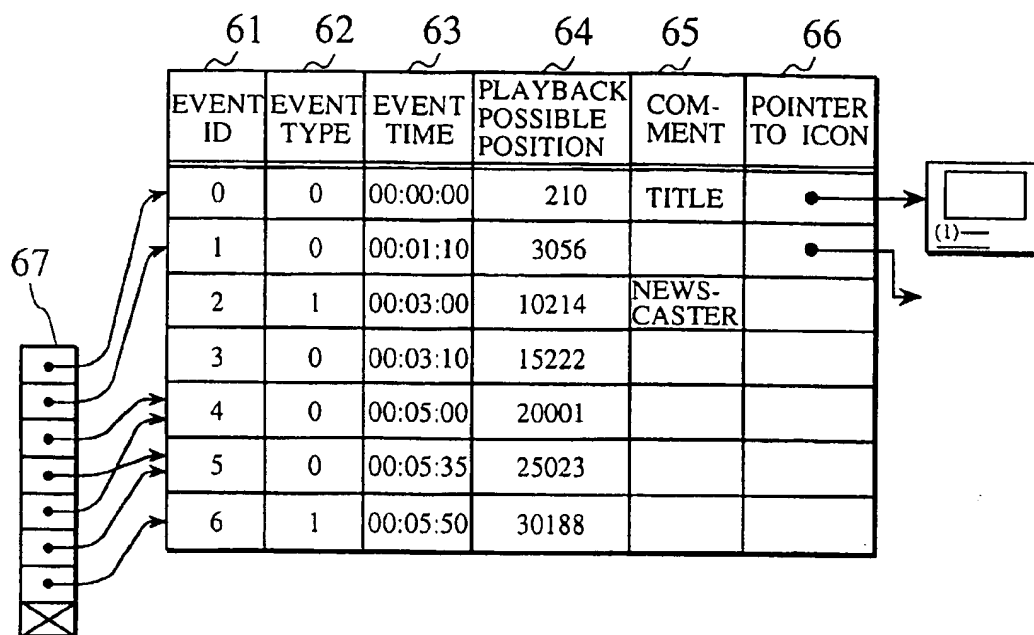 61 62 63 64 65 66
EVENT ID EVENT TYPE EVENT TIME PLAYBACK POSSIBLE POSITION COM-MENT POINTER TO ICON
0 0 00:00:00 210 TITLE
(1)
1 0 00:01:10 3056
67
2 1 00:03:00 10214 NEWS-CASTER
3 0 00:03:10 15222
4 0 00:05:00 20001
5 0 00:05:35 25023
6 1 00:05:50 30188